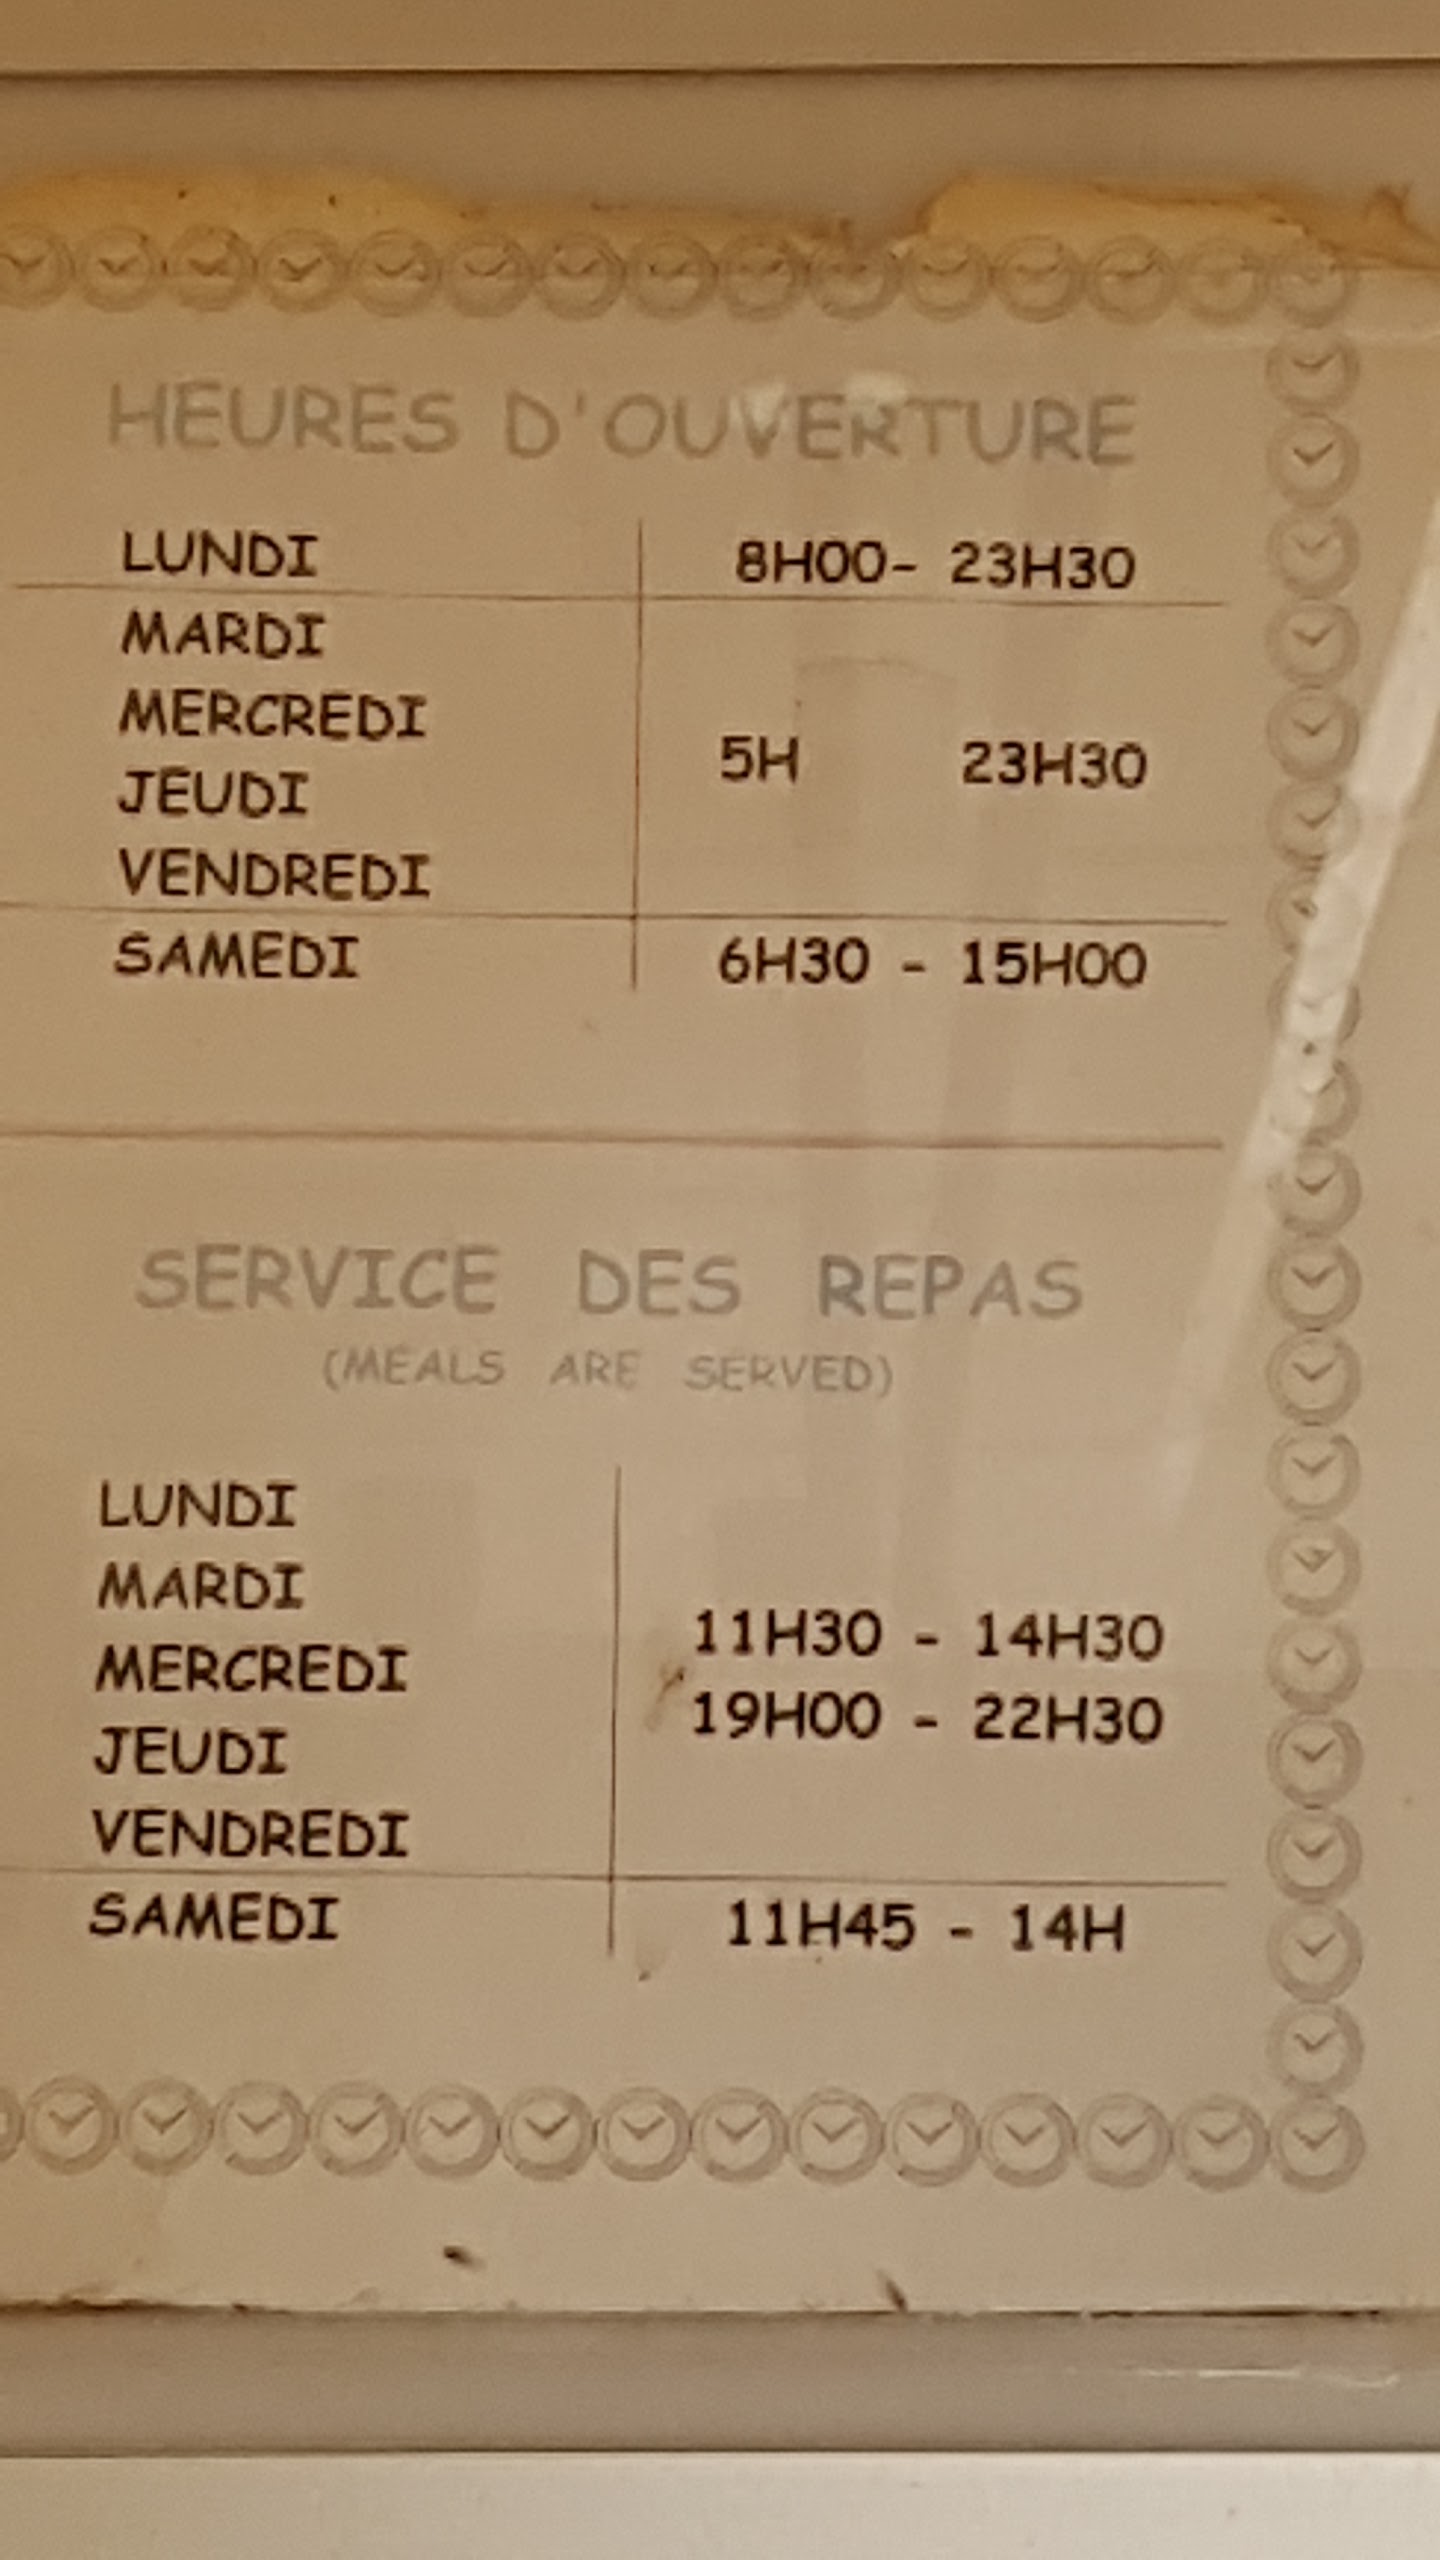 HEURES D'OUVERTURE
LUNDI 8H00- 23H30
MARDI
MERCREDI
5H 23H30
JEUDI
VENDREDI
SAMEDI 6H30 - 15H00
SERVICE DES REPAS
(MEALS ARE SERVED)
LUNDI
MARDI
11H30 - 14H30
MERCREDI
19H00 - 22H30
JEUDI
VENDREDI
SAMEDI 11H45 - 14H